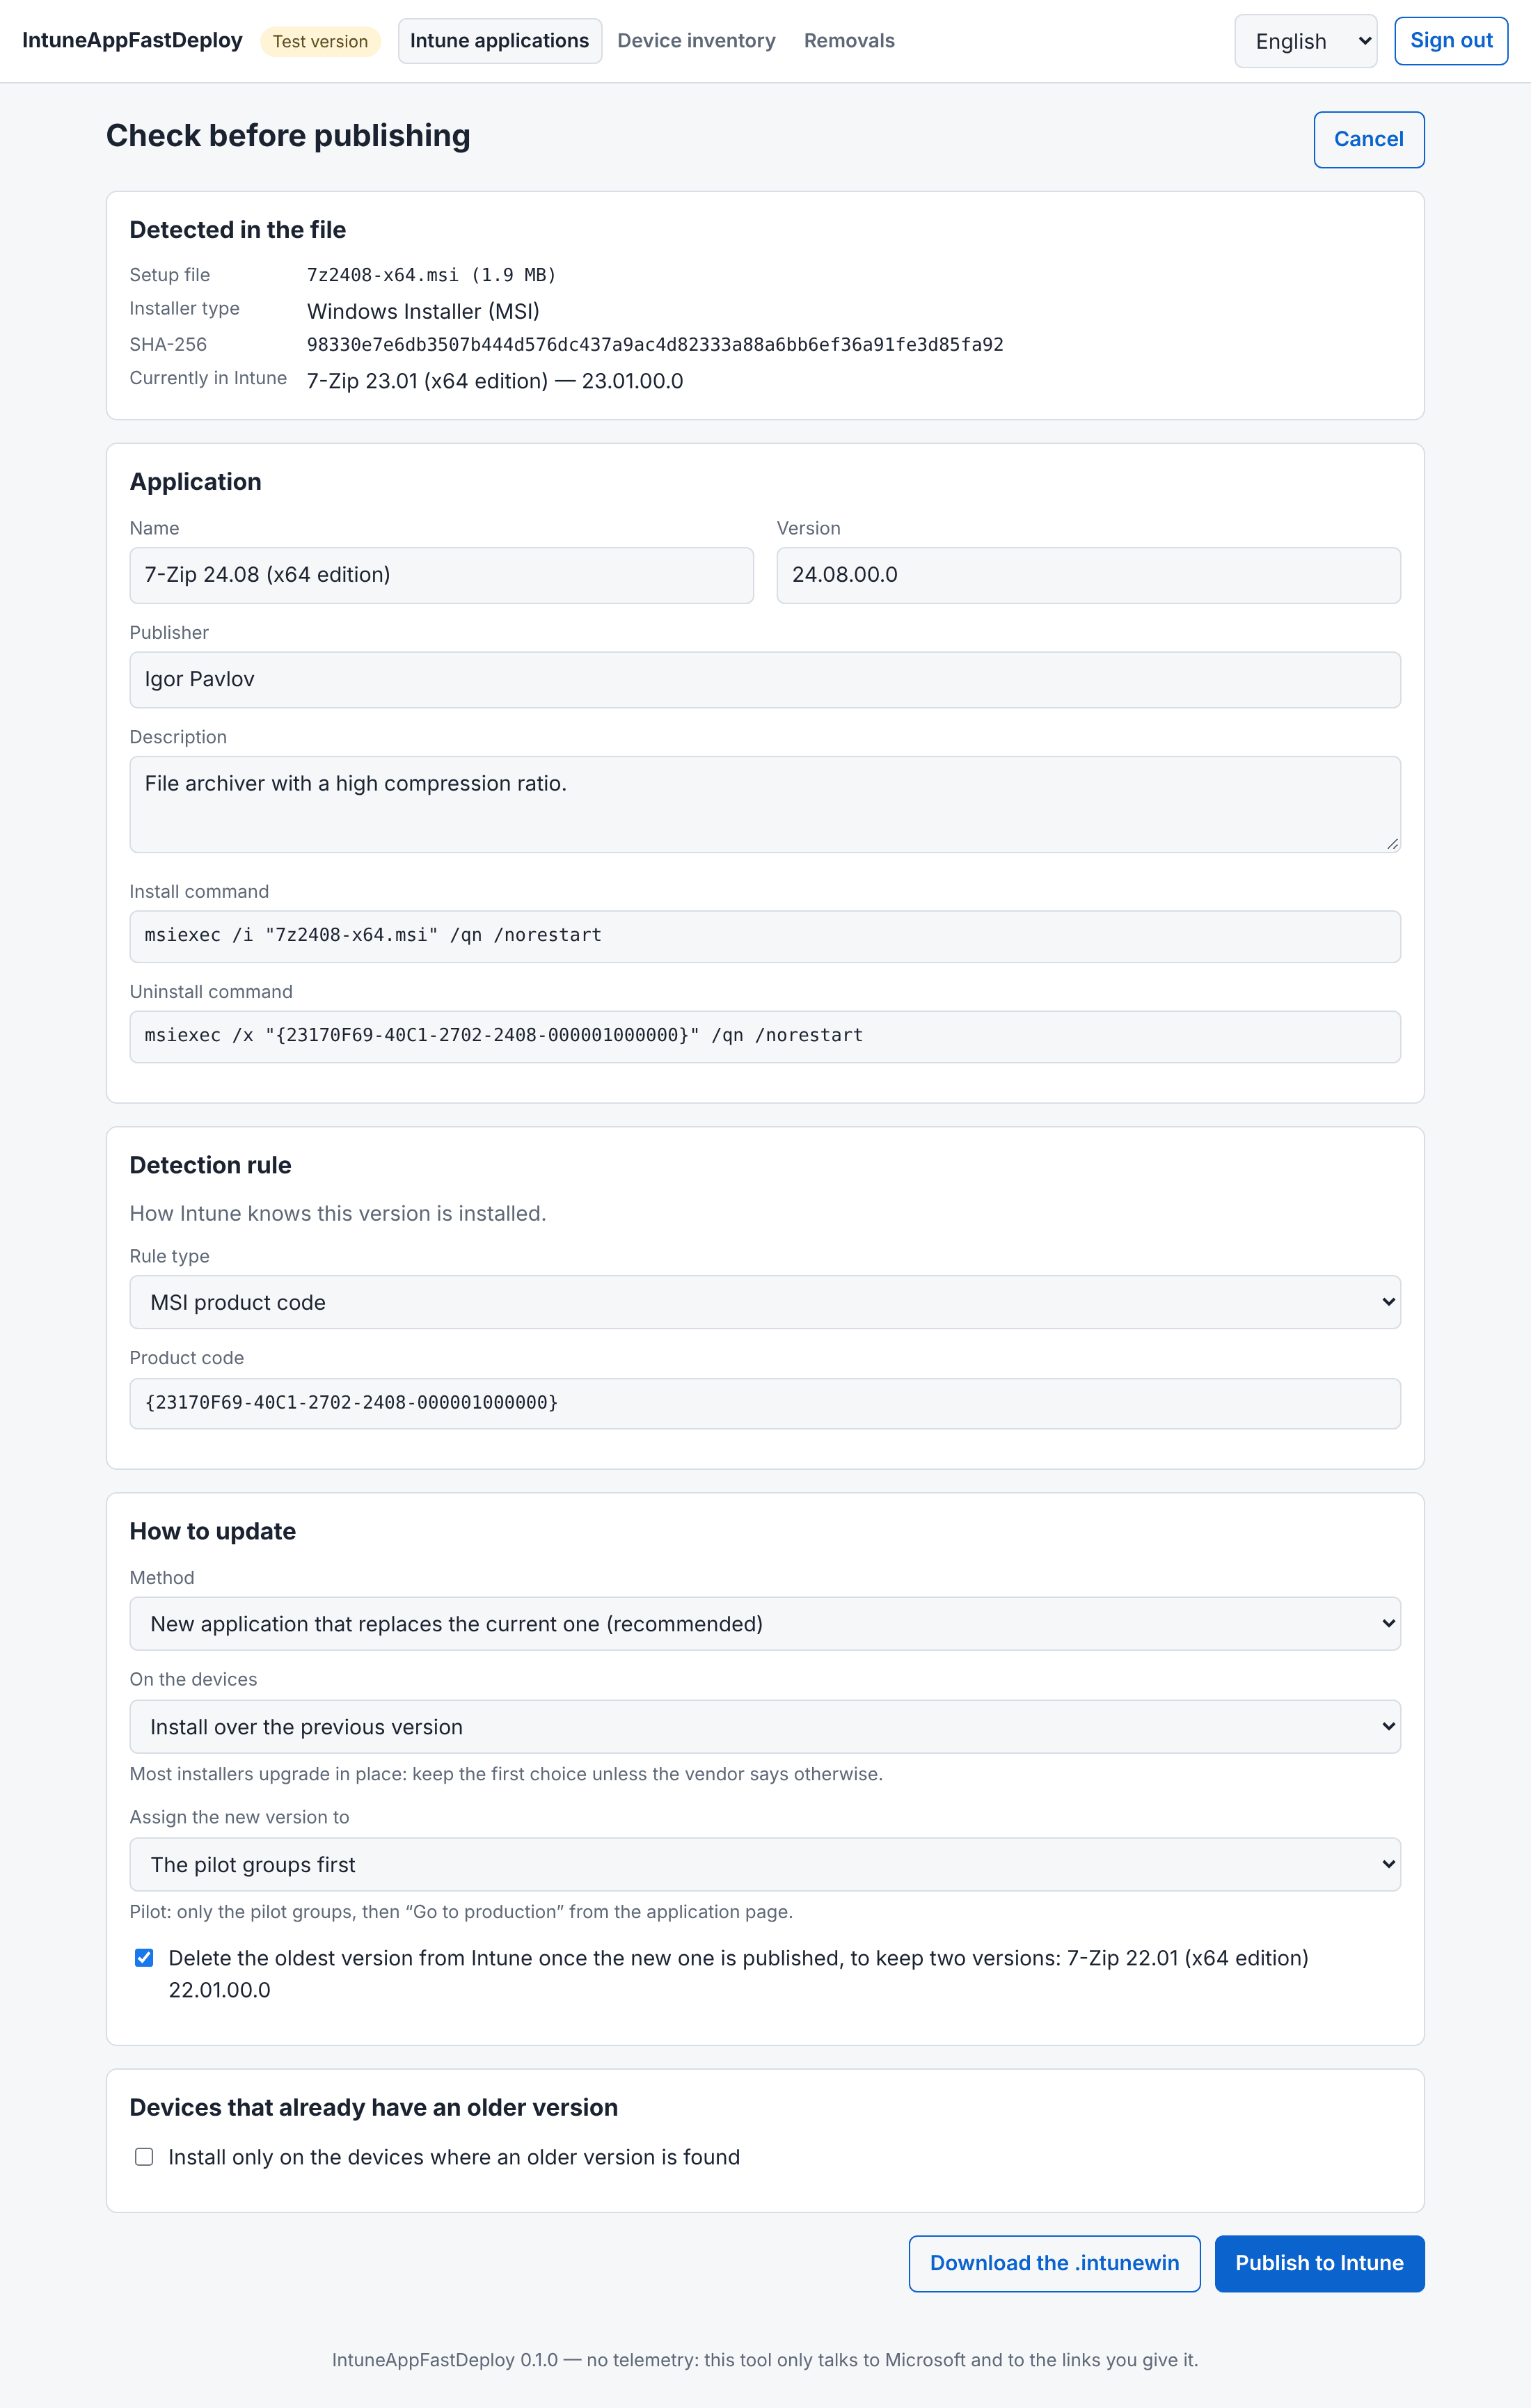 IntuneAppFastDeploy Test version Intune applications Device inventory Removals English Sign out
Check before publishing Cancel
Detected in the file
Setup file 7z2408-x64.msi (1.9 MB)
Installer type Windows Installer (MSI)
SHA-256 98330e7e6db3507b444d576dc437a9ac4d82333a88a6bb6ef36a91fe3d85fa92
Currently in Intune 7-Zip 23.01 (x64 edition) — 23.01.00.0
Application
Name Version
7-Zip 24.08 (x64 edition) 24.08.00.0
Publisher
Igor Pavlov
Description
File archiver with a high compression ratio.
Install command
msiexec /i "7z2408-x64.msi" /qn /norestart
Uninstall command
msiexec /x "{23170F69-40C1-2702-2408-000001000000}" /qn /norestart
Detection rule
How Intune knows this version is installed.
Rule type
MSI product code
Product code
{23170F69-40C1-2702-2408-000001000000}
How to update
Method
New application that replaces the current one (recommended)
On the devices
Install over the previous version
Most installers upgrade in place: keep the first choice unless the vendor says otherwise.
Assign the new version to
The pilot groups first
Pilot: only the pilot groups, then “Go to production” from the application page.
Delete the oldest version from Intune once the new one is published, to keep two versions: 7-Zip 22.01 (x64 edition)
22.01.00.0
Devices that already have an older version
Install only on the devices where an older version is found
Download the .intunewin Publish to Intune
IntuneAppFastDeploy 0.1.0 — no telemetry: this tool only talks to Microsoft and to the links you give it.